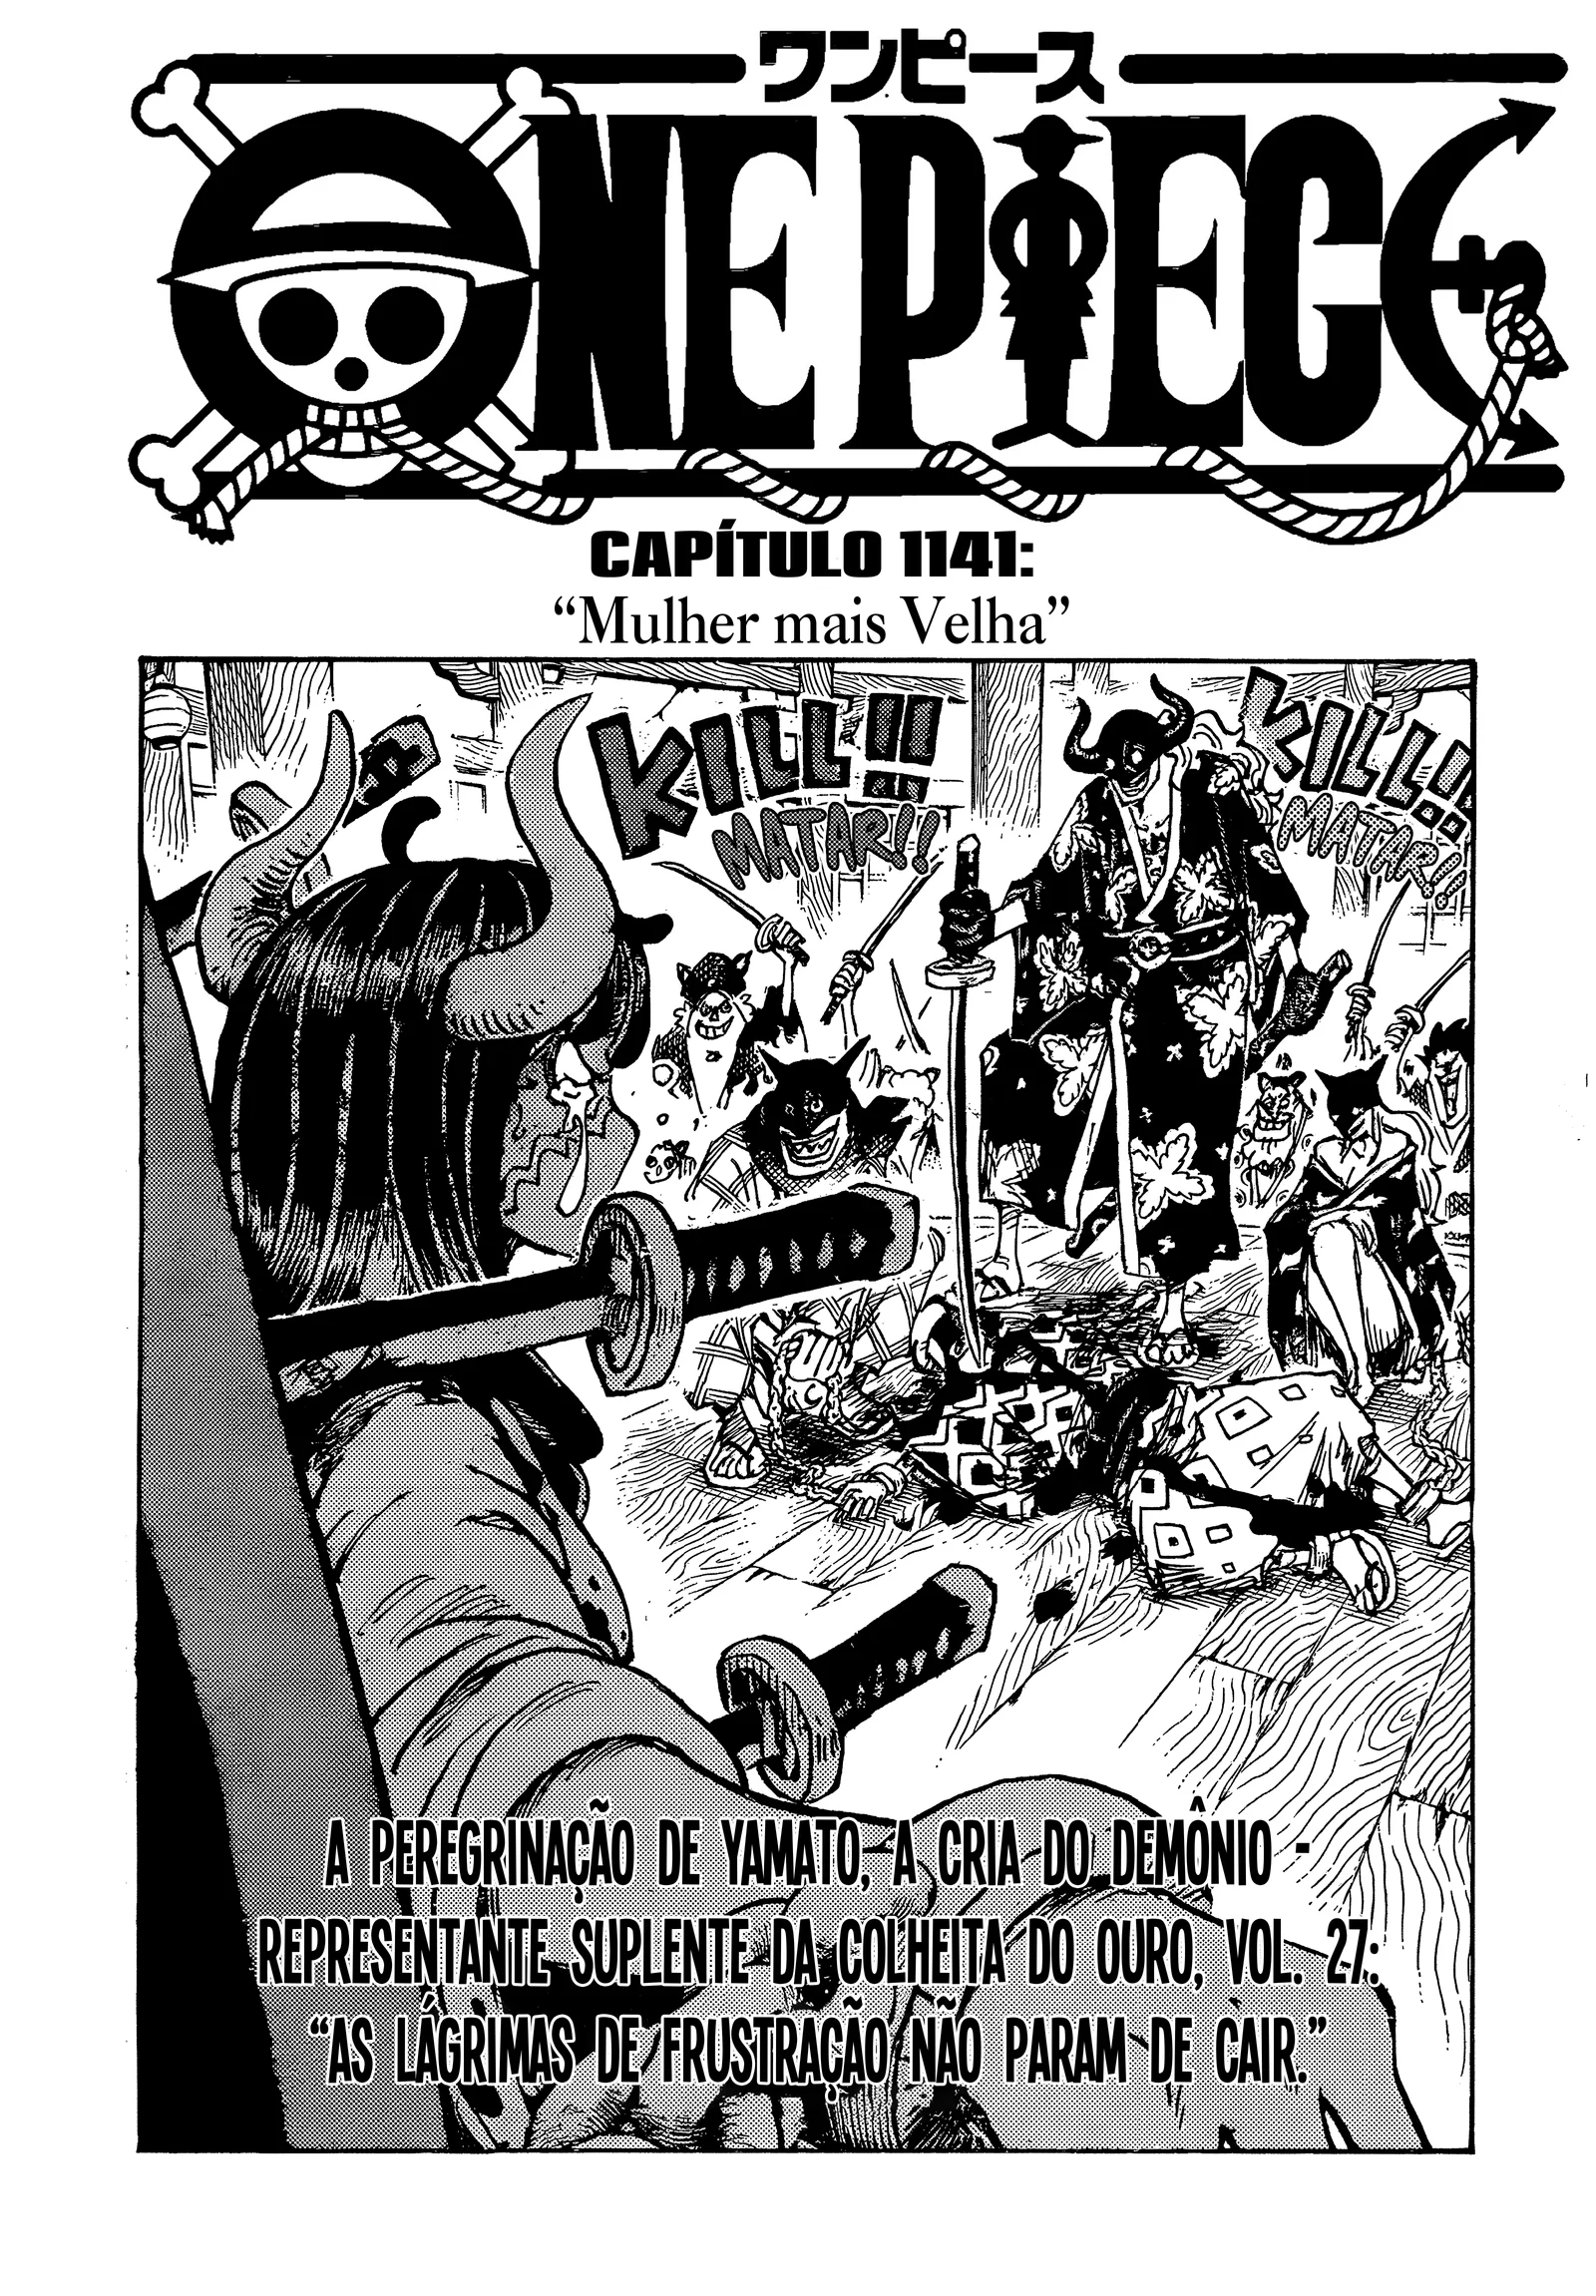 ワンピース
ONE PIECE
CAPÍTULO 1141:
“Mulher mais Velha”
KILL!!
MATAR!!
KILL!!
MATAR!!
A PEREGRINAÇÃO DE YAMATO, A CRIA DO DEMÔNIO -
REPRESENTANTE SUPLENTE DA COLHEITA DO OURO, VOL. 27:
“AS LÁGRIMAS DE FRUSTRAÇÃO NÃO PARAM DE CAIR.”